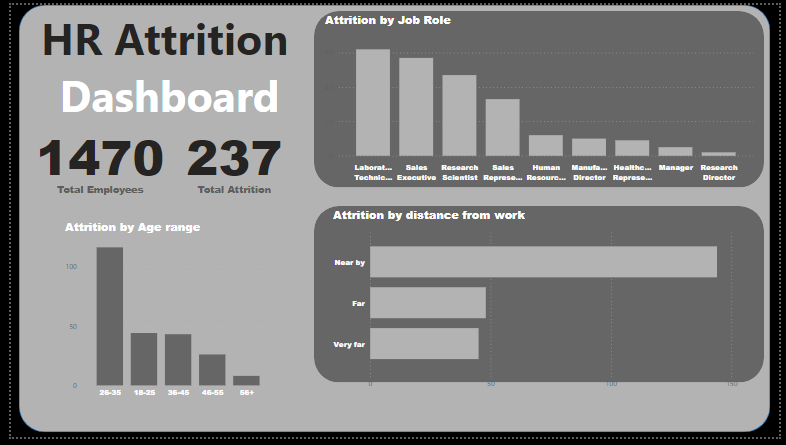 HR Attrition
Dashboard
1470 237
Total Employees Total Attrition
Attrition by Age range
100
50
0
26-35 18-25 36-45 46-55 56+
Attrition by Job Role
Laborat... Sales Research Sales Human Manufa... Healthc... Manager Research
Technic... Executive Scientist Represe... Resourc... Director Represe... Director
Attrition by distance from work
Near by
Far
Very far
0 50 100 150